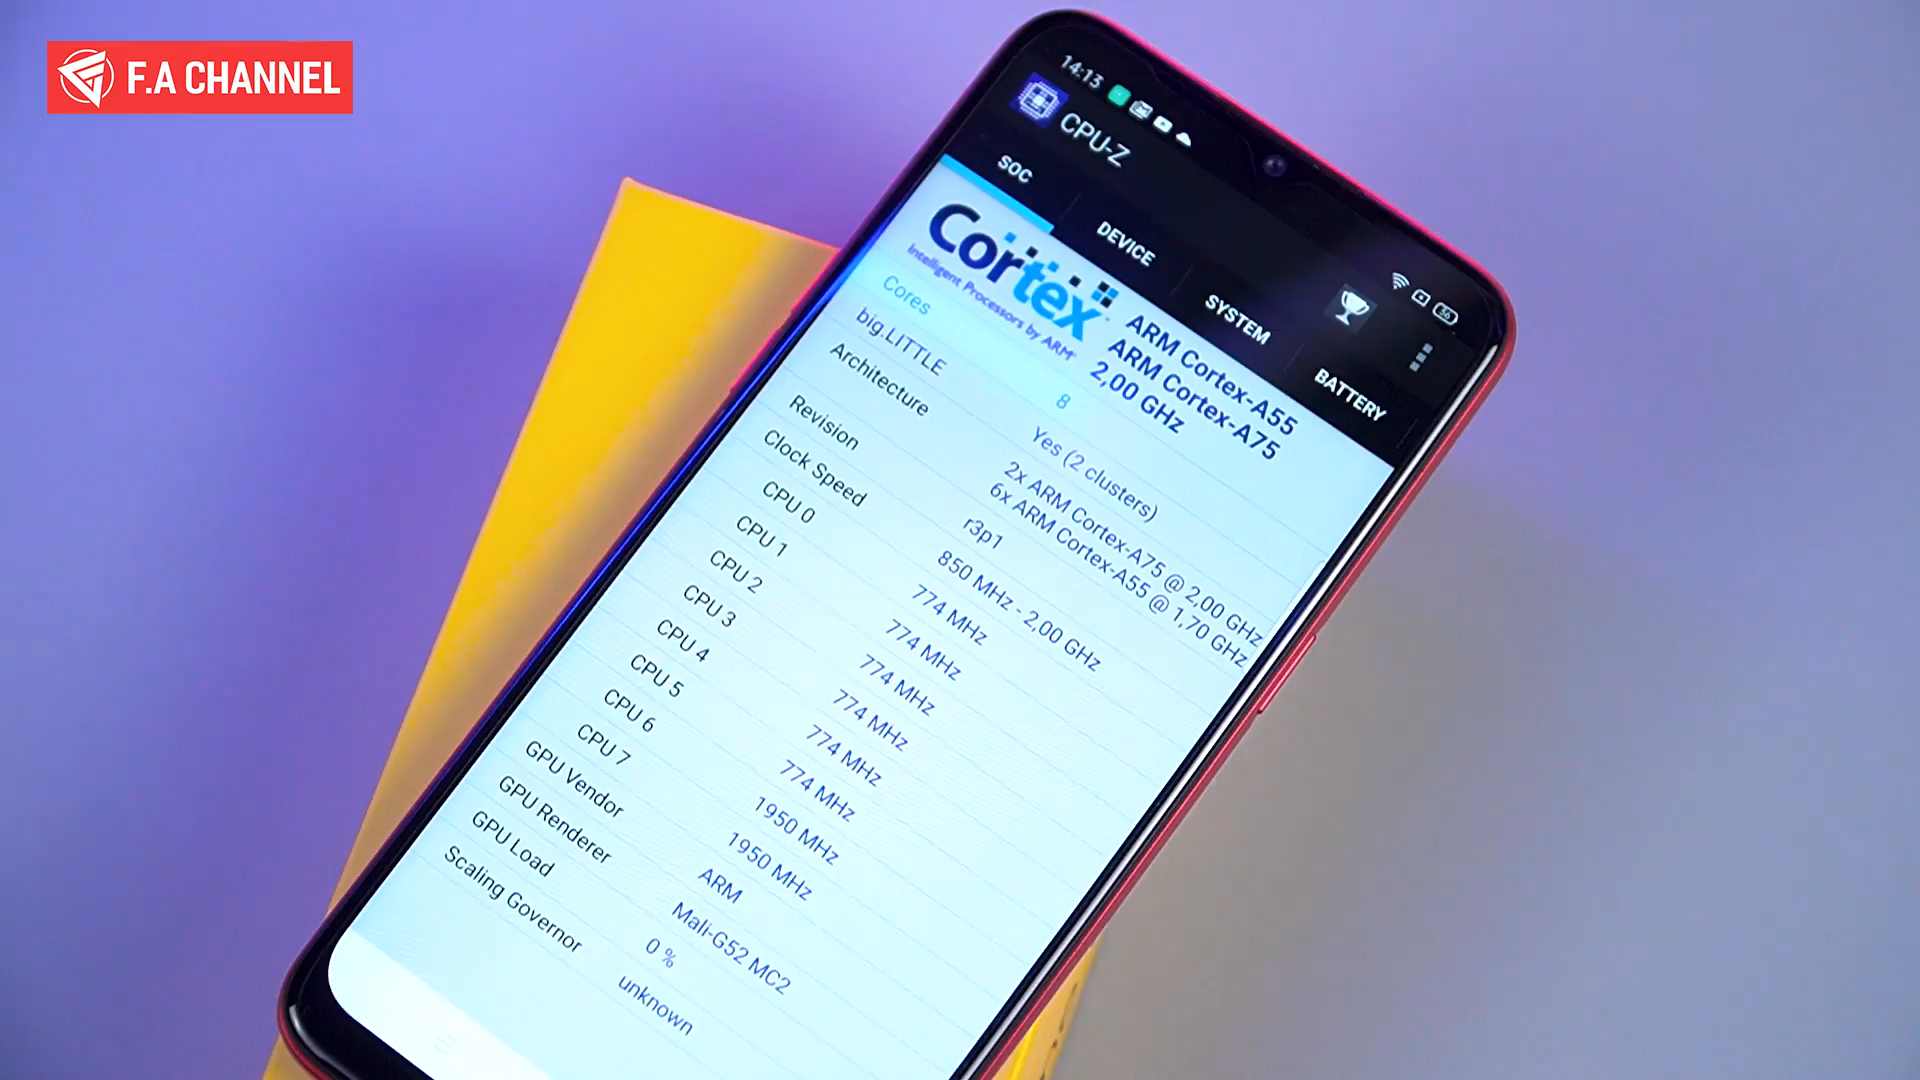 F.A CHANNEL
14:13
56
CPU-Z
SOC
DEVICE
SYSTEM
BATTERY
Cortex
Intelligent Processors by ARM
ARM Cortex-A55
ARM Cortex-A75
2,00 GHz
Cores 8
big.LITTLE Yes (2 clusters)
Architecture 2x ARM Cortex-A75 @ 2,00 GHz
6x ARM Cortex-A55 @ 1,70 GHz
Revision r3p1
Clock Speed 850 MHz - 2,00 GHz
CPU 0 774 MHz
CPU 1 774 MHz
CPU 2 774 MHz
CPU 3 774 MHz
CPU 4 774 MHz
CPU 5 774 MHz
CPU 6 1950 MHz
CPU 7 1950 MHz
GPU Vendor ARM
GPU Renderer Mali-G52 MC2
GPU Load 0 %
Scaling Governor unknown